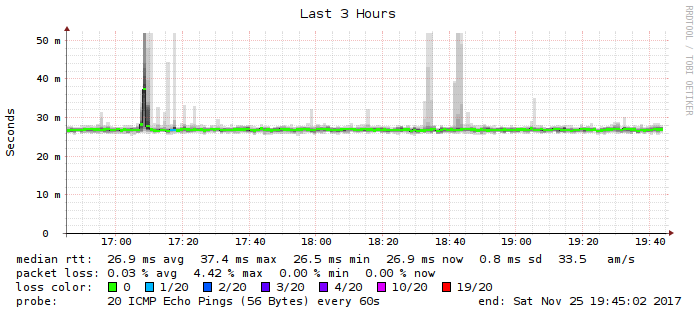 Last 3 Hours
RRDTOOL / TOBI OETIKER
Seconds
50 m
40 m
30 m
20 m
10 m
0
17:00 17:20 17:40 18:00 18:20 18:40 19:00 19:20 19:40
median rtt: 26.9 ms avg 37.4 ms max 26.5 ms min 26.9 ms now 0.8 ms sd 33.5 am/s
packet loss: 0.03 % avg 4.42 % max 0.00 % min 0.00 % now
loss color: 0 1/20 2/20 3/20 4/20 10/20 19/20
probe: 20 ICMP Echo Pings (56 Bytes) every 60s end: Sat Nov 25 19:45:02 2017